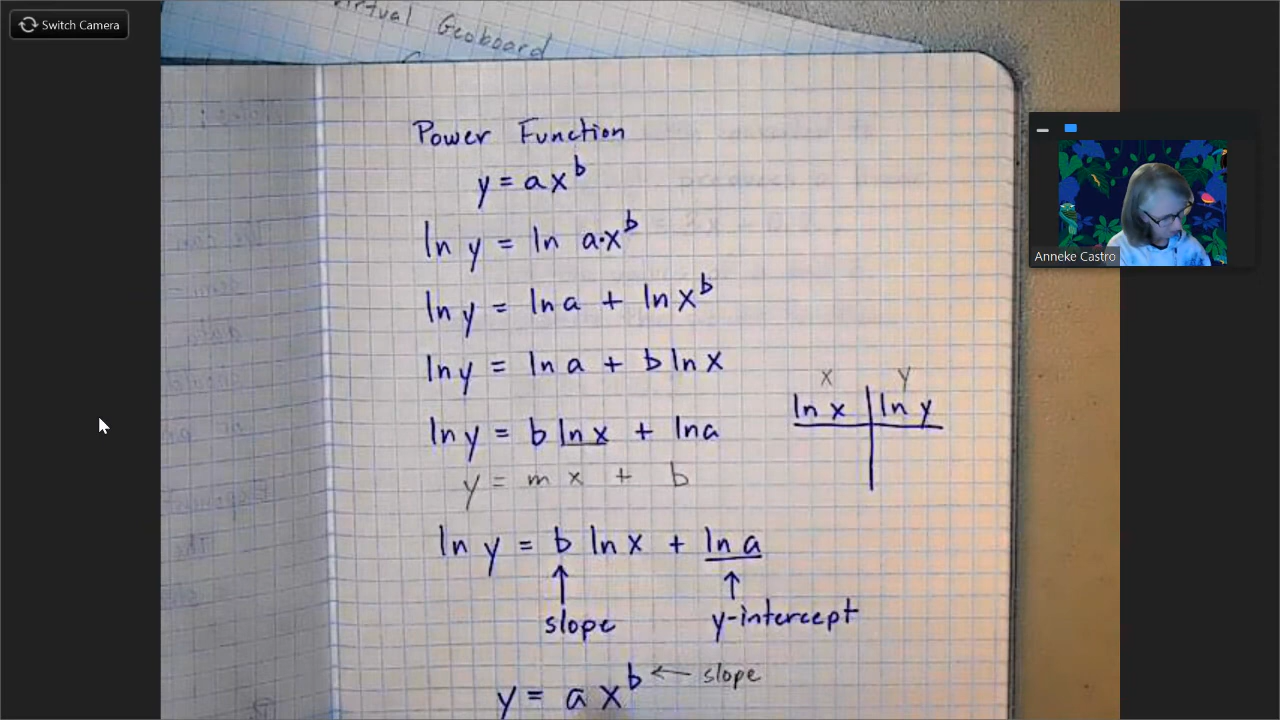 Switch Camera
Virtual Geoboard
Power Function
y = ax^b
ln y = ln a·x^b
ln y = ln a + ln x^b
ln y = ln a + b ln x
x y
ln x ln y
ln y = b ln x + ln a
y = m x + b
ln y = b ln x + ln a
↑ ↑
slope y-intercept
y = a x^b ← slope
Anneke Castro